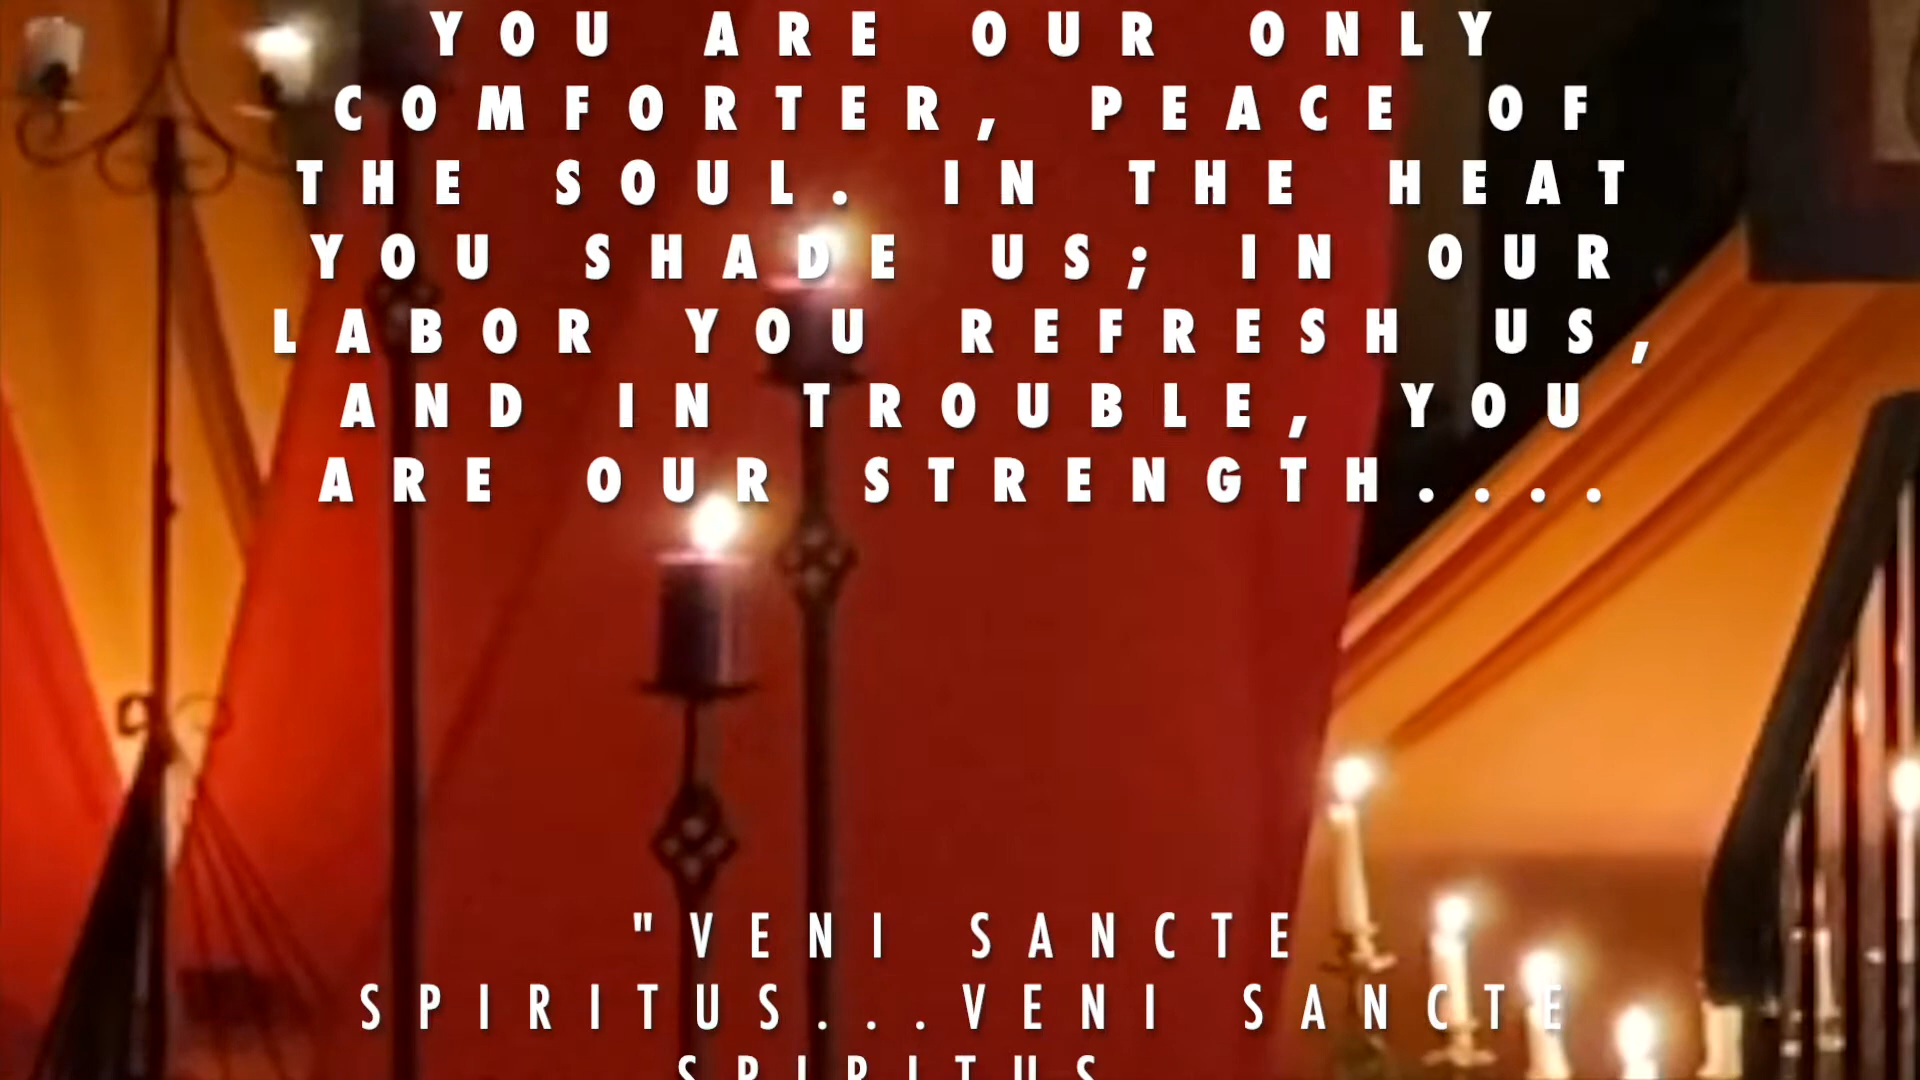 YOU ARE OUR ONLY
COMFORTER, PEACE OF
THE SOUL. IN THE HEAT
YOU SHADE US; IN OUR
LABOR YOU REFRESH US,
AND IN TROUBLE, YOU
ARE OUR STRENGTH....
"VENI SANCTE
SPIRITUS...VENI SANCTE
SPIRITUS